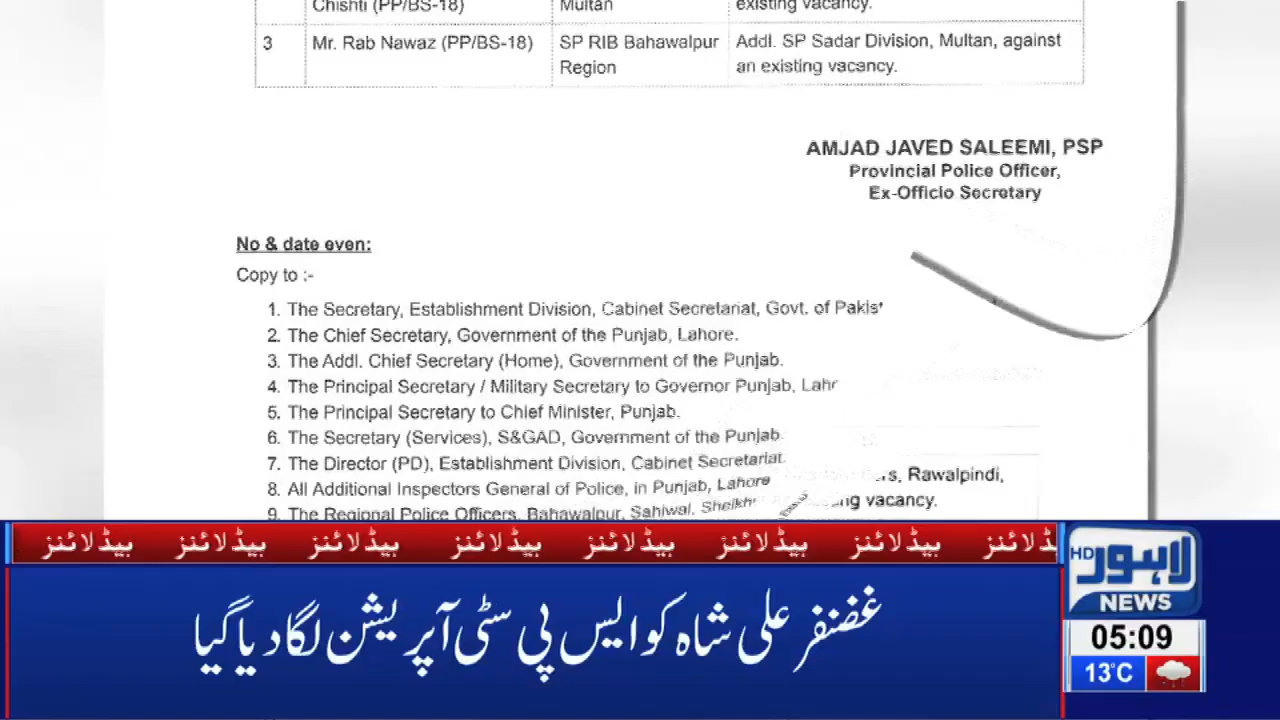 Chishti (PP/BS-18) Multan existing vacancy.
3 Mr. Rab Nawaz (PP/BS-18) SP RIB Bahawalpur Addl. SP Sadar Division, Multan, against
Region an existing vacancy.
AMJAD JAVED SALEEMI, PSP
Provincial Police Officer,
Ex-Officio Secretary
No & date even:
Copy to :-
1. The Secretary, Establishment Division, Cabinet Secretariat, Govt. of Pakist
2. The Chief Secretary, Government of the Punjab, Lahore.
3. The Addl. Chief Secretary (Home), Government of the Punjab.
4. The Principal Secretary / Military Secretary to Governor Punjab, Lahr
5. The Principal Secretary to Chief Minister, Punjab.
6. The Secretary (Services), S&GAD, Government of the Punjab.
7. The Director (PD), Establishment Division, Cabinet Secretariat.
Rawalpindi,
8. All Additional Inspectors General of Police, in Punjab, Lahore
vacancy.
9. The Regional Police Officers, Bahawalpur, Sahiwal,
ہیڈلائنز ہیڈلائنز ہیڈلائنز ہیڈلائنز ہیڈلائنز ہیڈلائنز ہیڈلائنز
غضنفر علی شاہ کو ایس پی سٹی آپریشن لگا دیا گیا
لاہور HD
NEWS
05:09
13°C